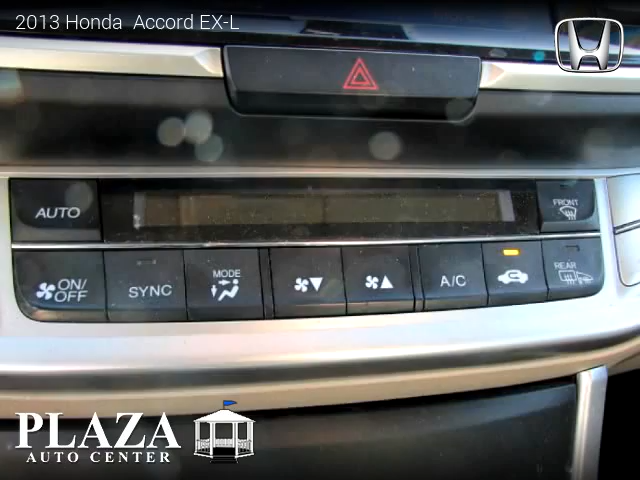 2013 Honda Accord EX-L
AUTO
FRONT
ON/
OFF
SYNC
MODE
A/C
REAR
PLAZA
AUTO CENTER